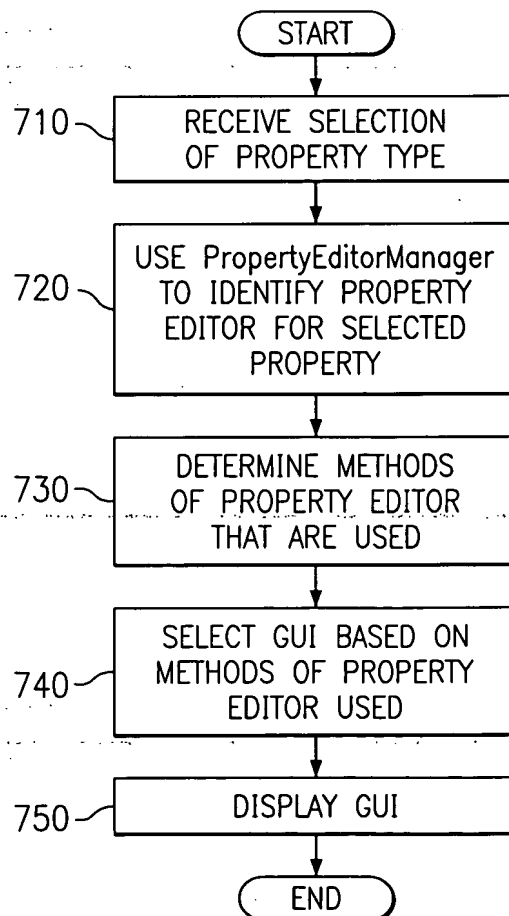 START
710
RECEIVE SELECTION
OF PROPERTY TYPE
720
USE PropertyEditorManager
TO IDENTIFY PROPERTY
EDITOR FOR SELECTED
PROPERTY
730
DETERMINE METHODS
OF PROPERTY EDITOR
THAT ARE USED
740
SELECT GUI BASED ON
METHODS OF PROPERTY
EDITOR USED
750
DISPLAY GUI
END